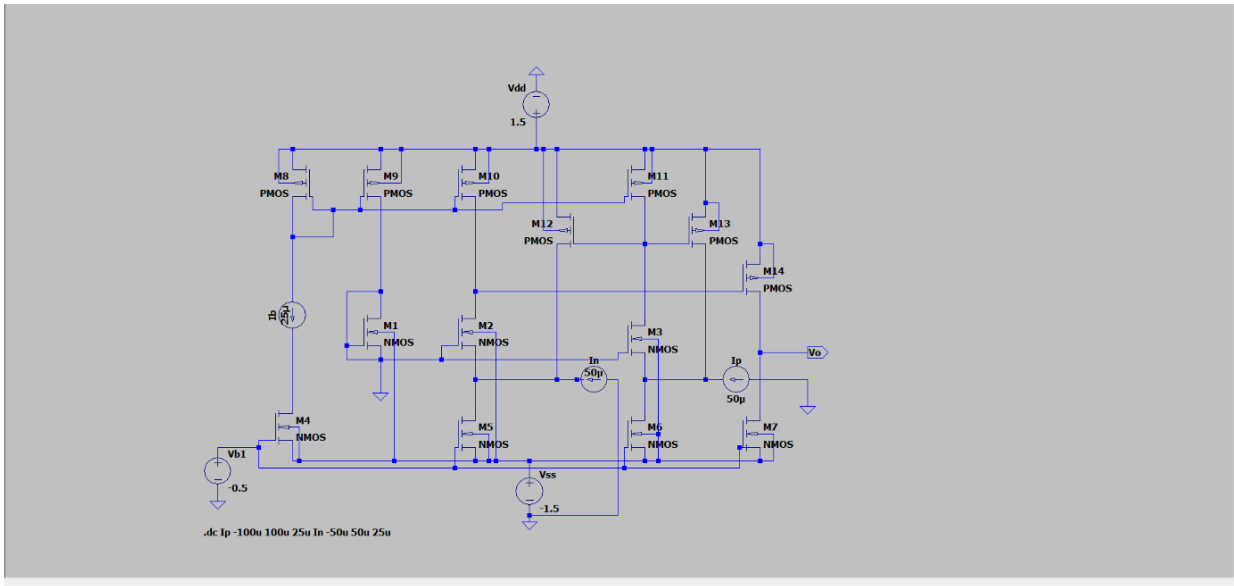 Vdd
1.5
M8
PMOS
M9
PMOS
M10
PMOS
M11
PMOS
M12
PMOS
M13
PMOS
M14
PMOS
Ib
25µ
M1
NMOS
M2
NMOS
M3
NMOS
In
50µ
Ip
50µ
Vo
M4
NMOS
M5
NMOS
M6
NMOS
M7
NMOS
Vb1
-0.5
Vss
-1.5
.dc Ip -100u 100u 25u In -50u 50u 25u